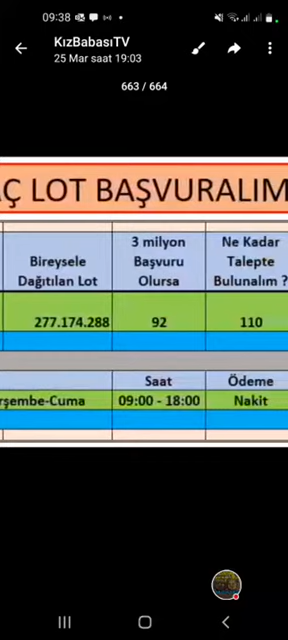 09:38
KızBabasıTV
25 Mar saat 19:03
663 / 664
Ç LOT BAŞVURALIM
Bireysele
Dağıtılan Lot
3 milyon
Başvuru
Olursa
Ne Kadar
Talepte
Bulunalım ?
277.174.288 92 110
Saat Ödeme
rşembe-Cuma 09:00 - 18:00 Nakit